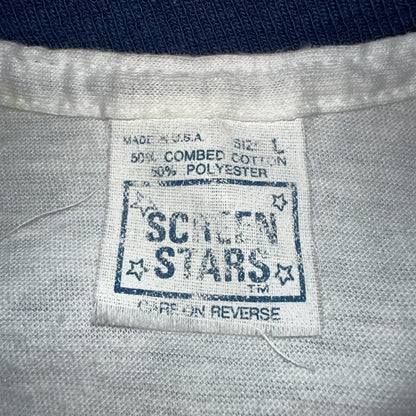 MADE IN U.S.A. SIZE L
50% COMBED COTTON
50% POLYESTER
SCREEN
STARS
TM
CARE ON REVERSE